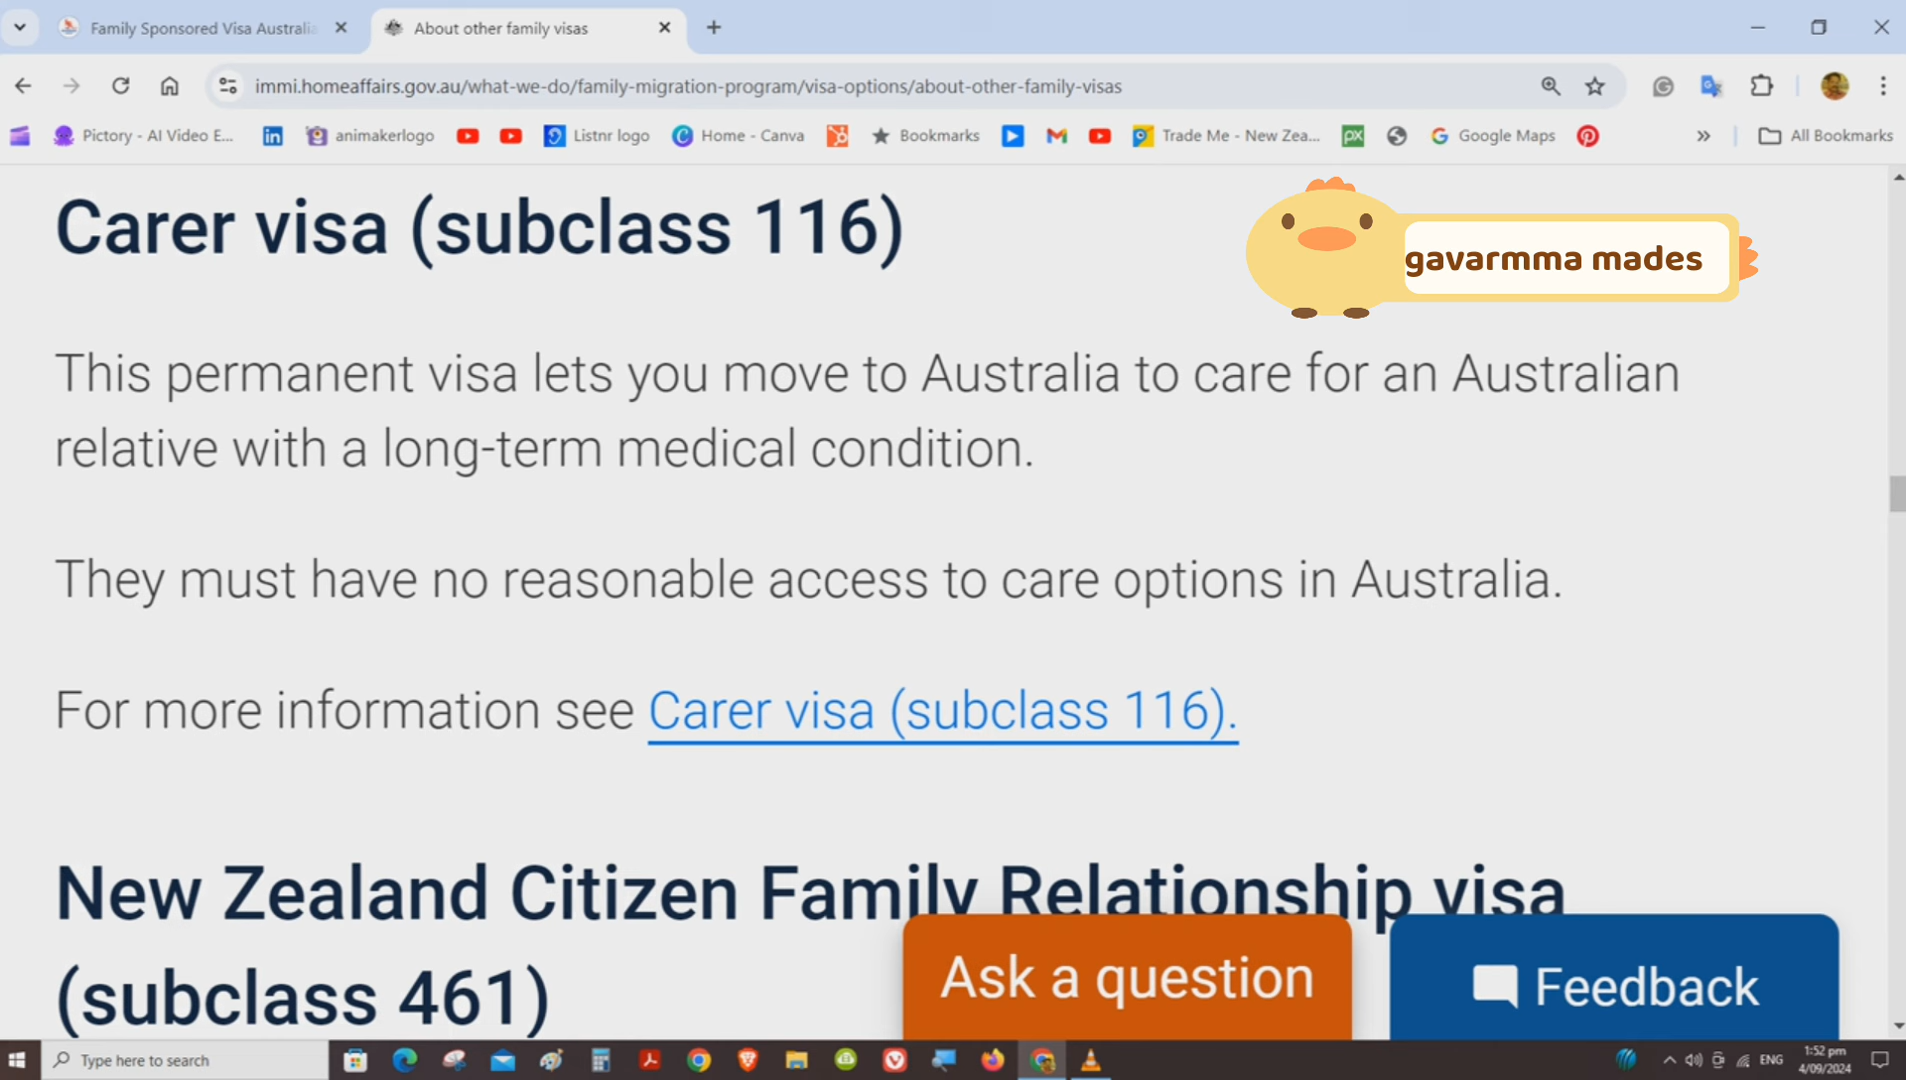 Family Sponsored Visa Australia
About other family visas
immi.homeaffairs.gov.au/what-we-do/family-migration-program/visa-options/about-other-family-visas
Pictory - AI Video E...
animakerlogo
Listnr logo
Home - Canva
Bookmarks
Trade Me - New Zea...
Google Maps
All Bookmarks
Carer visa (subclass 116)
gavarmma mades
This permanent visa lets you move to Australia to care for an Australian
relative with a long-term medical condition.
They must have no reasonable access to care options in Australia.
For more information see Carer visa (subclass 116).
New Zealand Citizen Family Relationship visa
(subclass 461)
Ask a question
Feedback
Type here to search
ENG
1:52 pm
4/09/2024